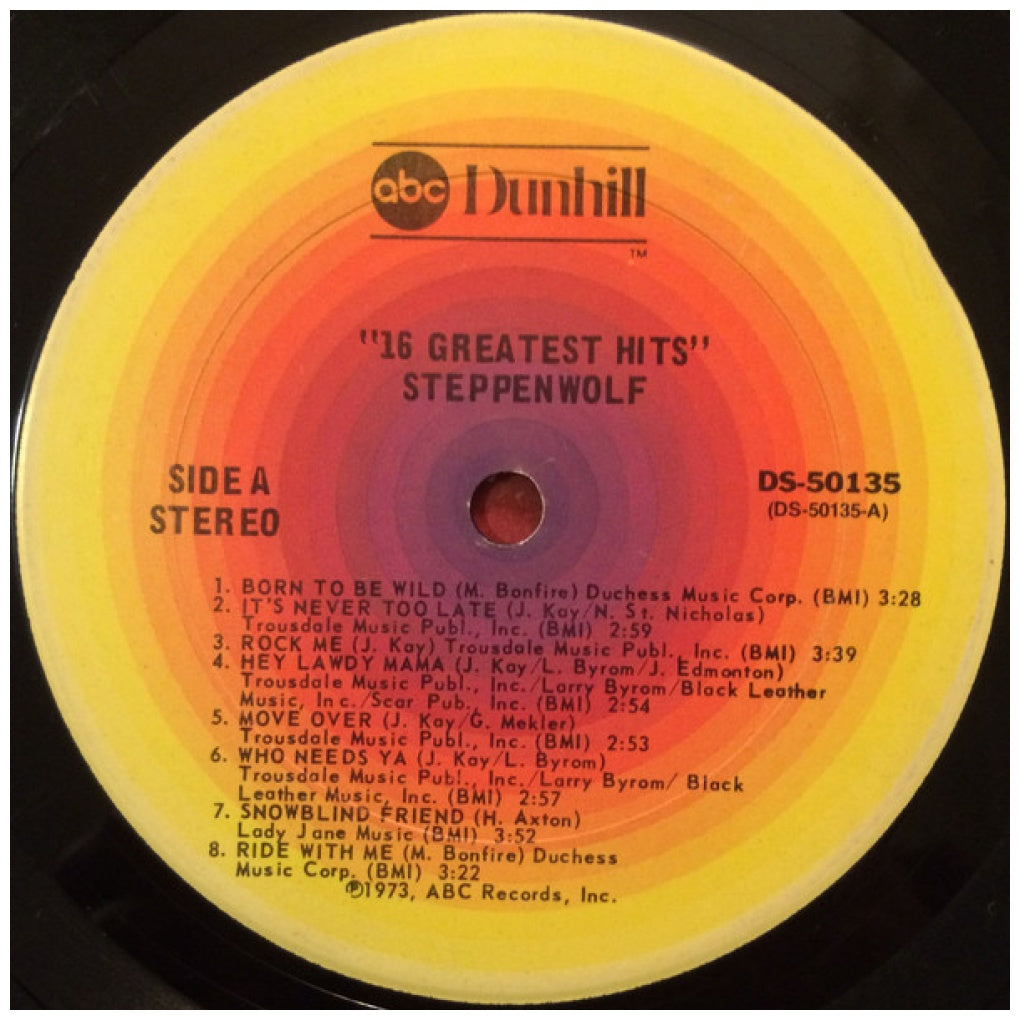 abc Dunhill
TM
"16 GREATEST HITS"
STEPPENWOLF
SIDE A
STEREO
DS-50135
(DS-50135-A)
1. BORN TO BE WILD (M. Bonfire) Duchess Music Corp. (BMI) 3:28
2. IT'S NEVER TOO LATE (J. Kay/N. St. Nicholas)
Trousdale Music Publ., Inc. (BMI) 2:59
3. ROCK ME (J. Kay) Trousdale Music Publ., Inc. (BMI) 3:39
4. HEY LAWDY MAMA (J. Kay/L. Byrom/J. Edmonton)
Trousdale Music Publ., Inc./Larry Byrom/Black Leather
Music, Inc./Scar Pub., Inc. (BMI) 2:54
5. MOVE OVER (J. Kay/G. Mekler)
Trousdale Music Publ., Inc. (BMI) 2:53
6. WHO NEEDS YA (J. Kay/L. Byrom)
Trousdale Music Publ., Inc./Larry Byrom/ Black
Leather Music, Inc. (BMI) 2:57
7. SNOWBLIND FRIEND (H. Axton)
Lady Jane Music (BMI) 3:52
8. RIDE WITH ME (M. Bonfire) Duchess
Music Corp. (BMI) 3:22
℗1973, ABC Records, Inc.